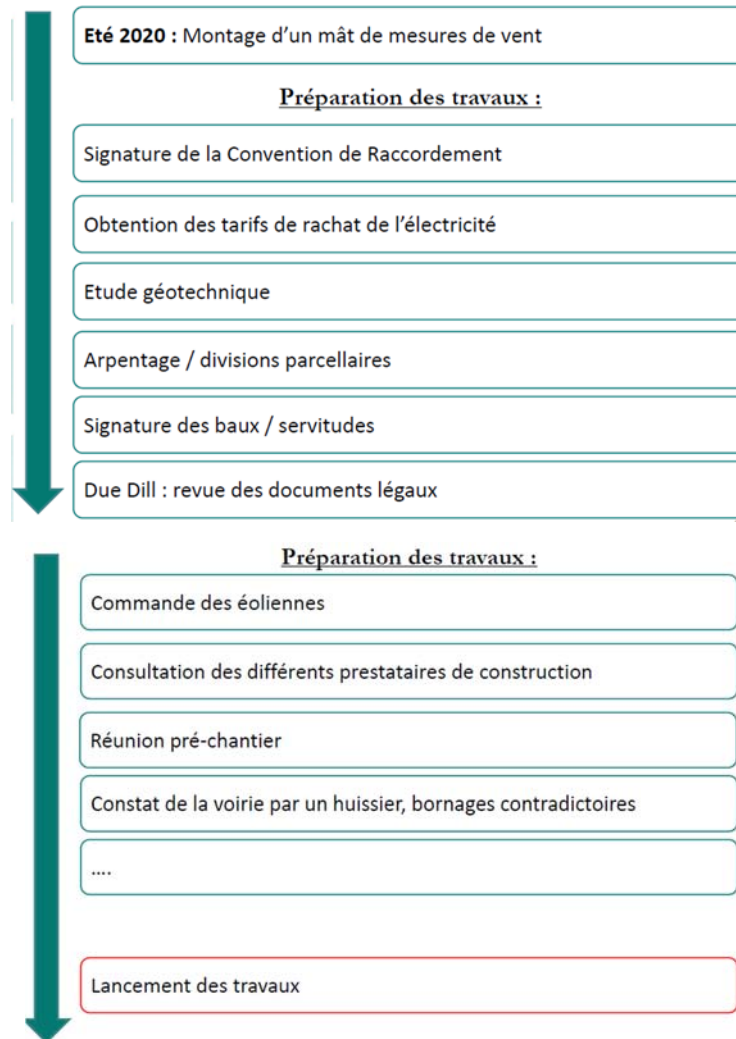 Eté 2020 : Montage d’un mât de mesures de vent
Préparation des travaux :
Signature de la Convention de Raccordement
Obtention des tarifs de rachat de l’électricité
Etude géotechnique
Arpentage / divisions parcellaires
Signature des baux / servitudes
Due Dill : revue des documents légaux
Préparation des travaux :
Commande des éoliennes
Consultation des différents prestataires de construction
Réunion pré-chantier
Constat de la voirie par un huissier, bornages contradictoires
....
Lancement des travaux